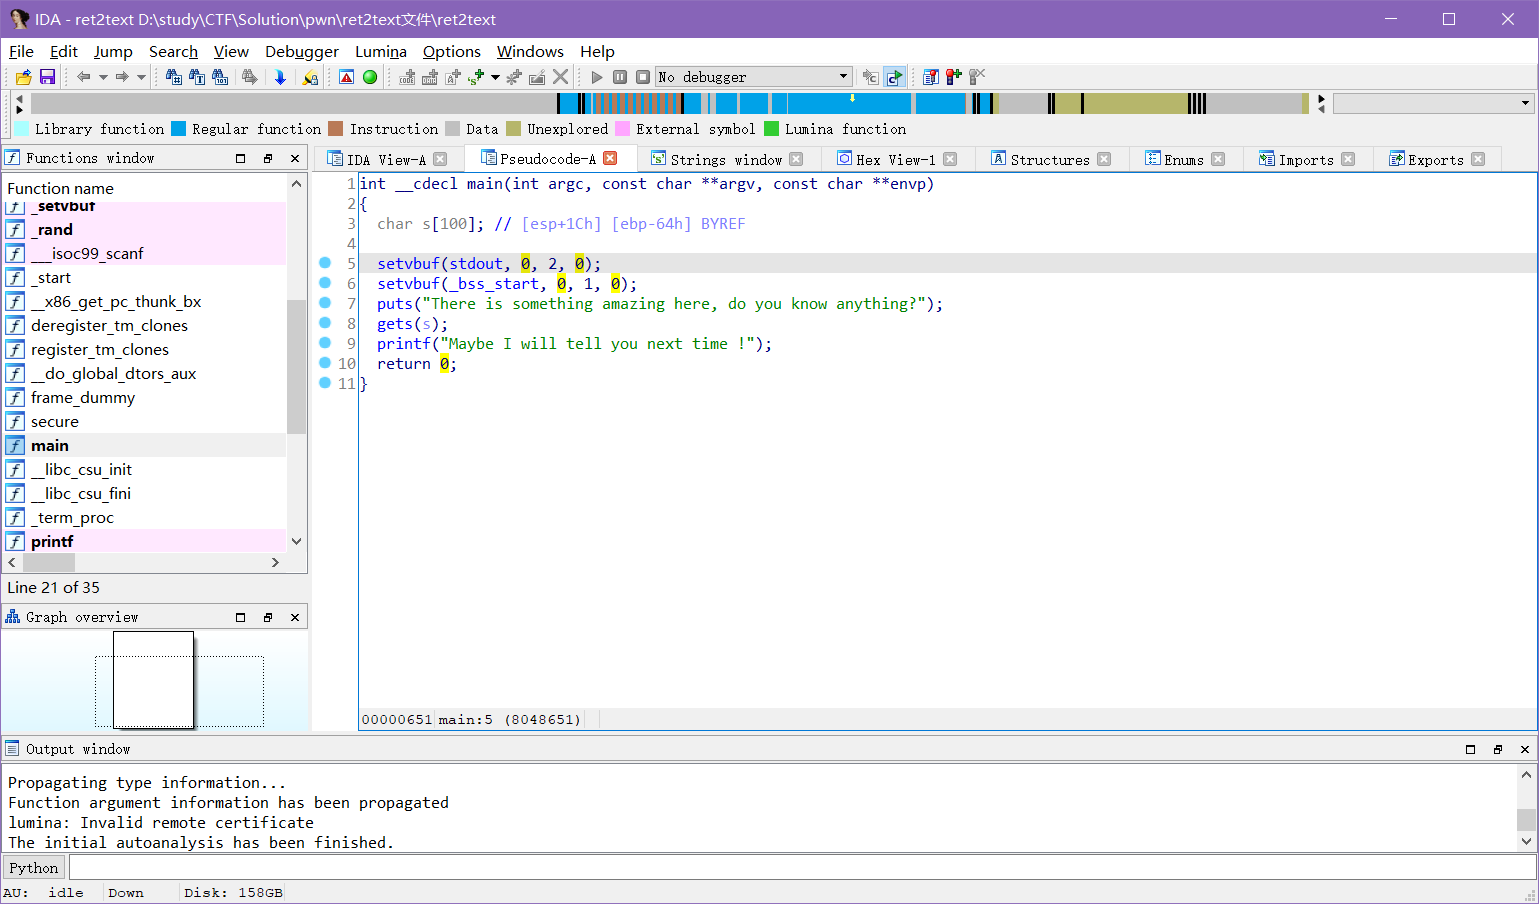 IDA - ret2text D:\study\CTF\Solution\pwn\ret2text文件\ret2text
File Edit Jump Search View Debugger Lumina Options Windows Help
No debugger
Library function Regular function Instruction Data Unexplored External symbol Lumina function
Functions window
IDA View-A Pseudocode-A Strings window Hex View-1 Structures Enums Imports Exports
Function name
_setvbuf
_rand
___isoc99_scanf
_start
__x86_get_pc_thunk_bx
deregister_tm_clones
register_tm_clones
__do_global_dtors_aux
frame_dummy
secure
main
__libc_csu_init
__libc_csu_fini
_term_proc
printf
Line 21 of 35
Graph overview
1 int __cdecl main(int argc, const char **argv, const char **envp)
2 {
3 char s[100]; // [esp+1Ch] [ebp-64h] BYREF
4
5 setvbuf(stdout, 0, 2, 0);
6 setvbuf(_bss_start, 0, 1, 0);
7 puts("There is something amazing here, do you know anything?");
8 gets(s);
9 printf("Maybe I will tell you next time !");
10 return 0;
11 }
00000651 main:5 (8048651)
Output window
Propagating type information...
Function argument information has been propagated
lumina: Invalid remote certificate
The initial autoanalysis has been finished.
Python
AU: idle Down Disk: 158GB